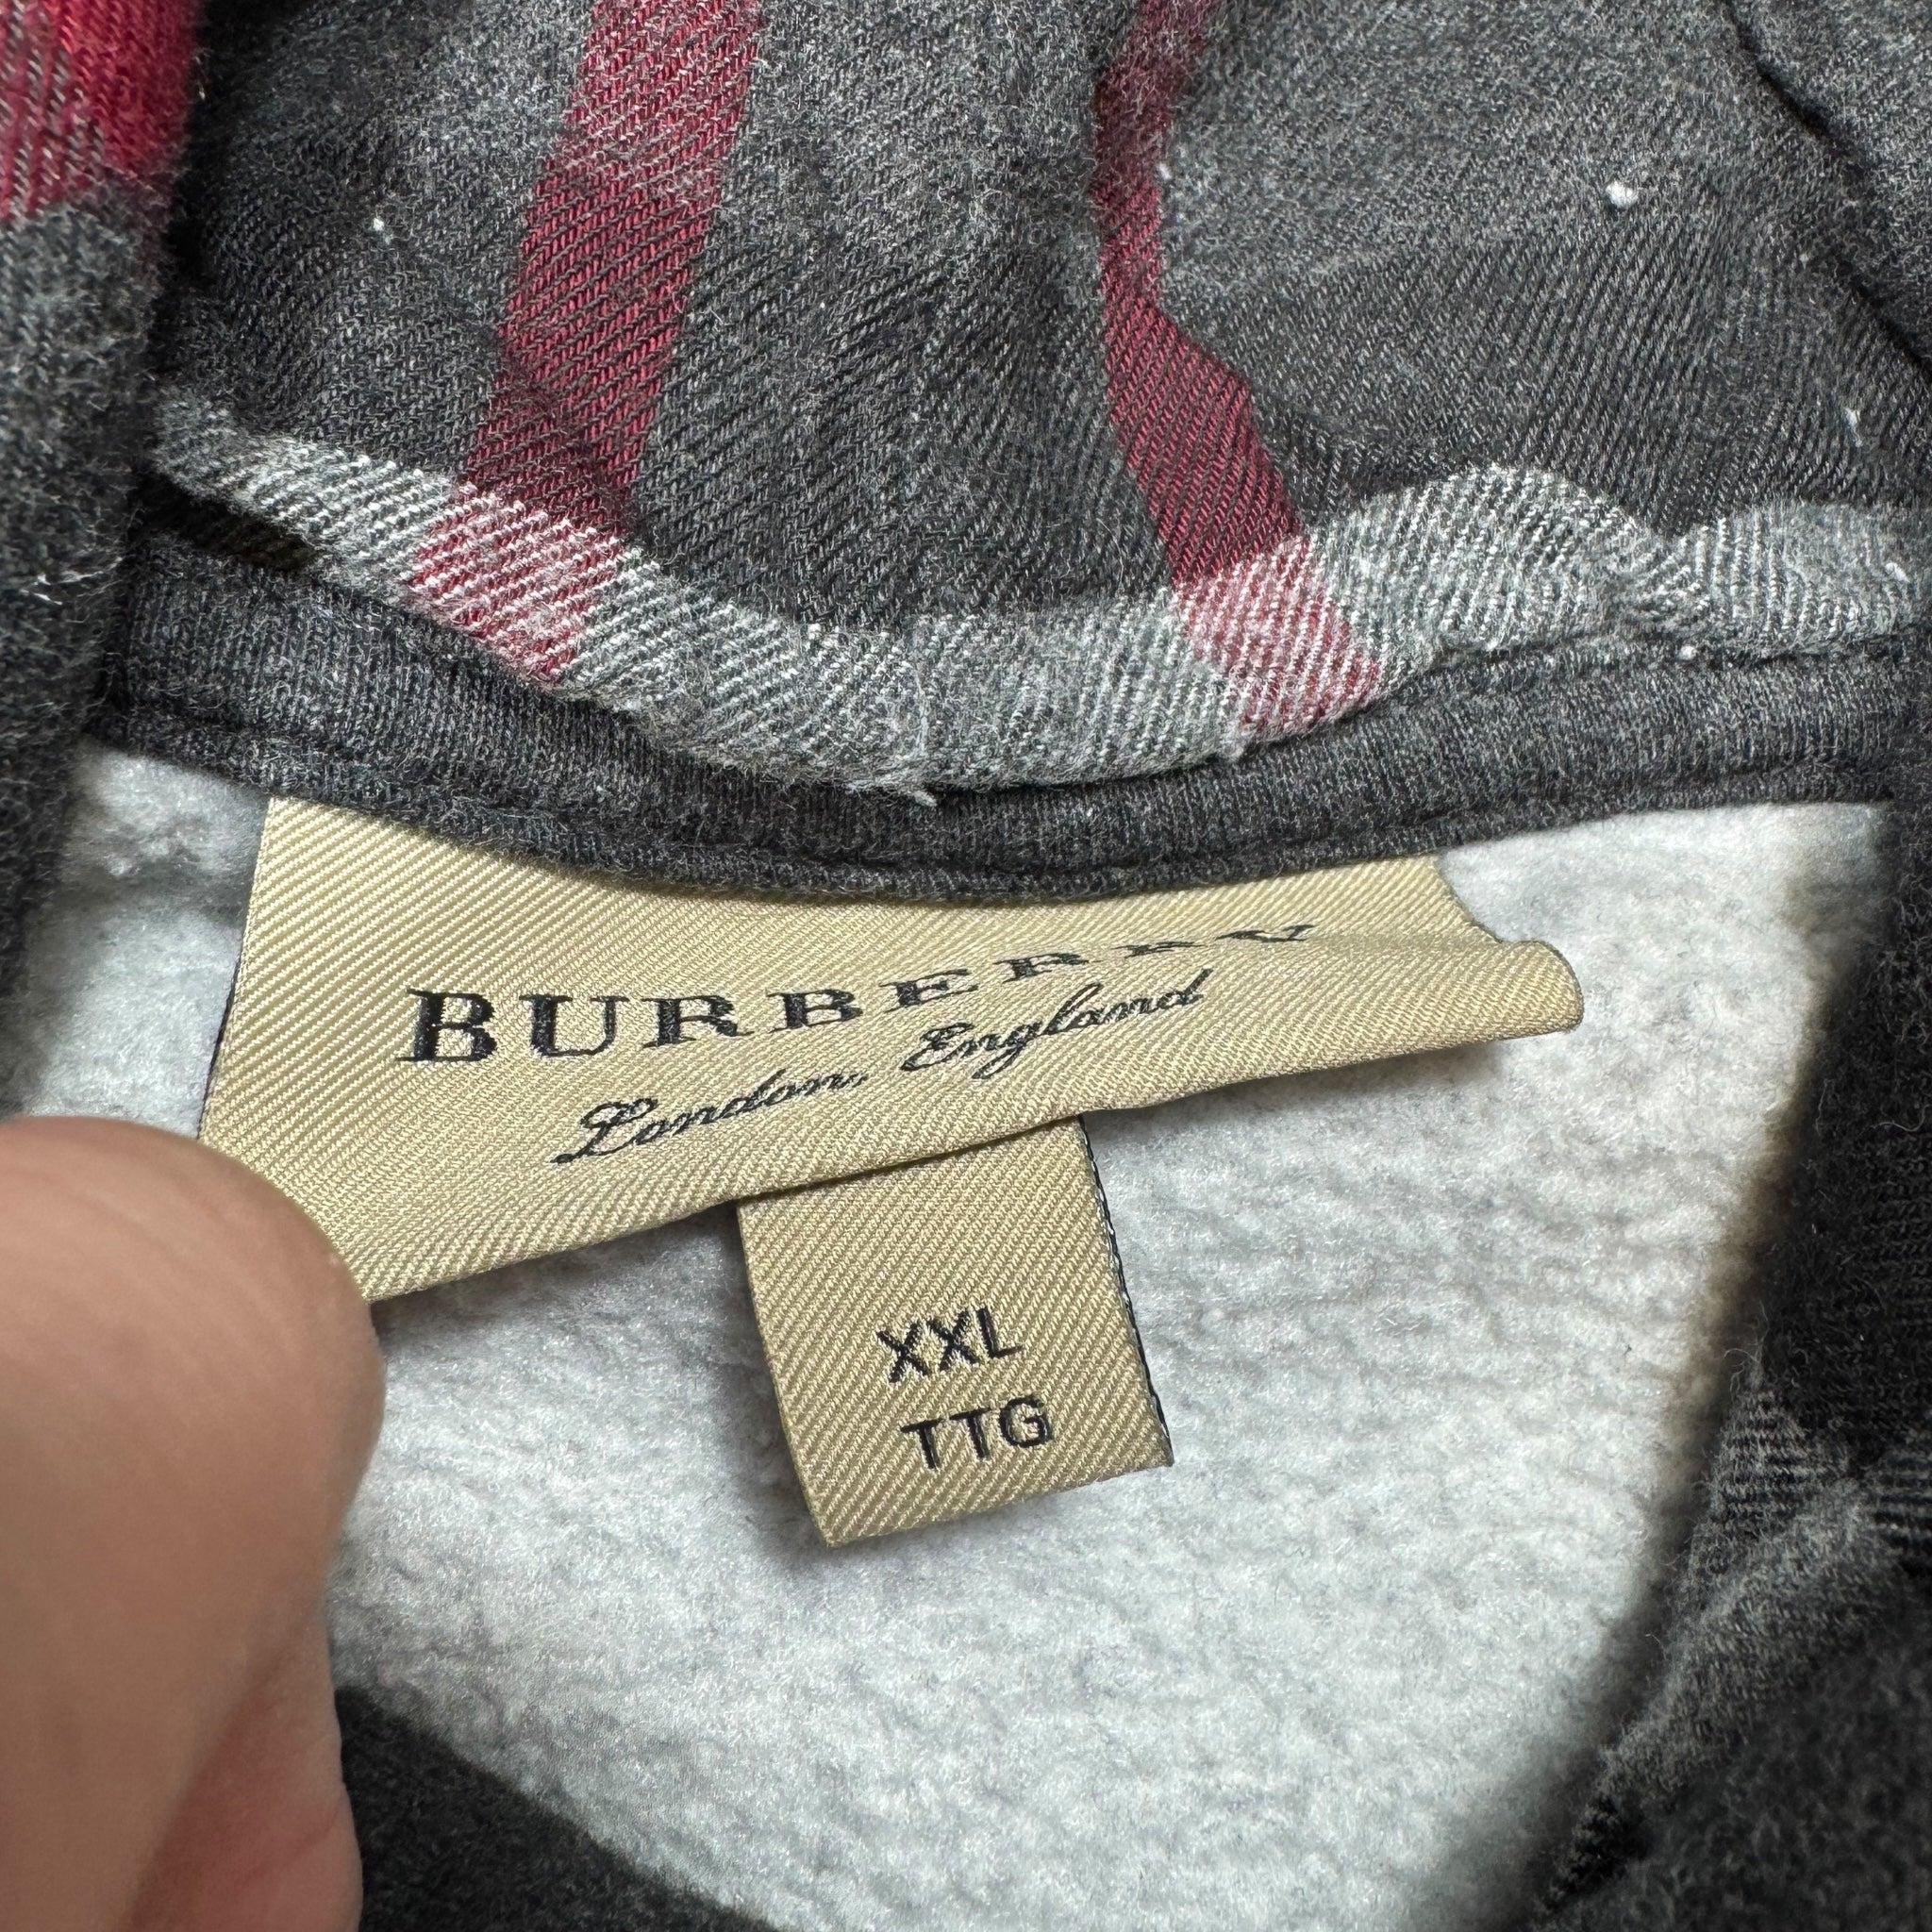 BURBERRY
London, England
XXL
TTG